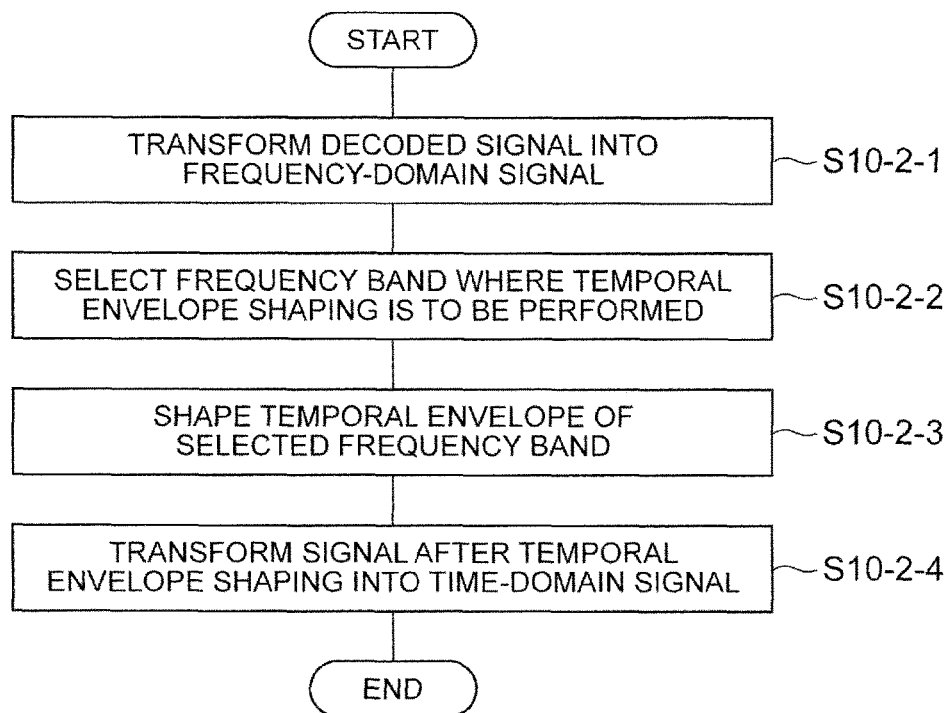 START
TRANSFORM DECODED SIGNAL INTO
FREQUENCY-DOMAIN SIGNAL
S10-2-1
SELECT FREQUENCY BAND WHERE TEMPORAL
ENVELOPE SHAPING IS TO BE PERFORMED
S10-2-2
SHAPE TEMPORAL ENVELOPE OF
SELECTED FREQUENCY BAND
S10-2-3
TRANSFORM SIGNAL AFTER TEMPORAL
ENVELOPE SHAPING INTO TIME-DOMAIN SIGNAL
S10-2-4
END